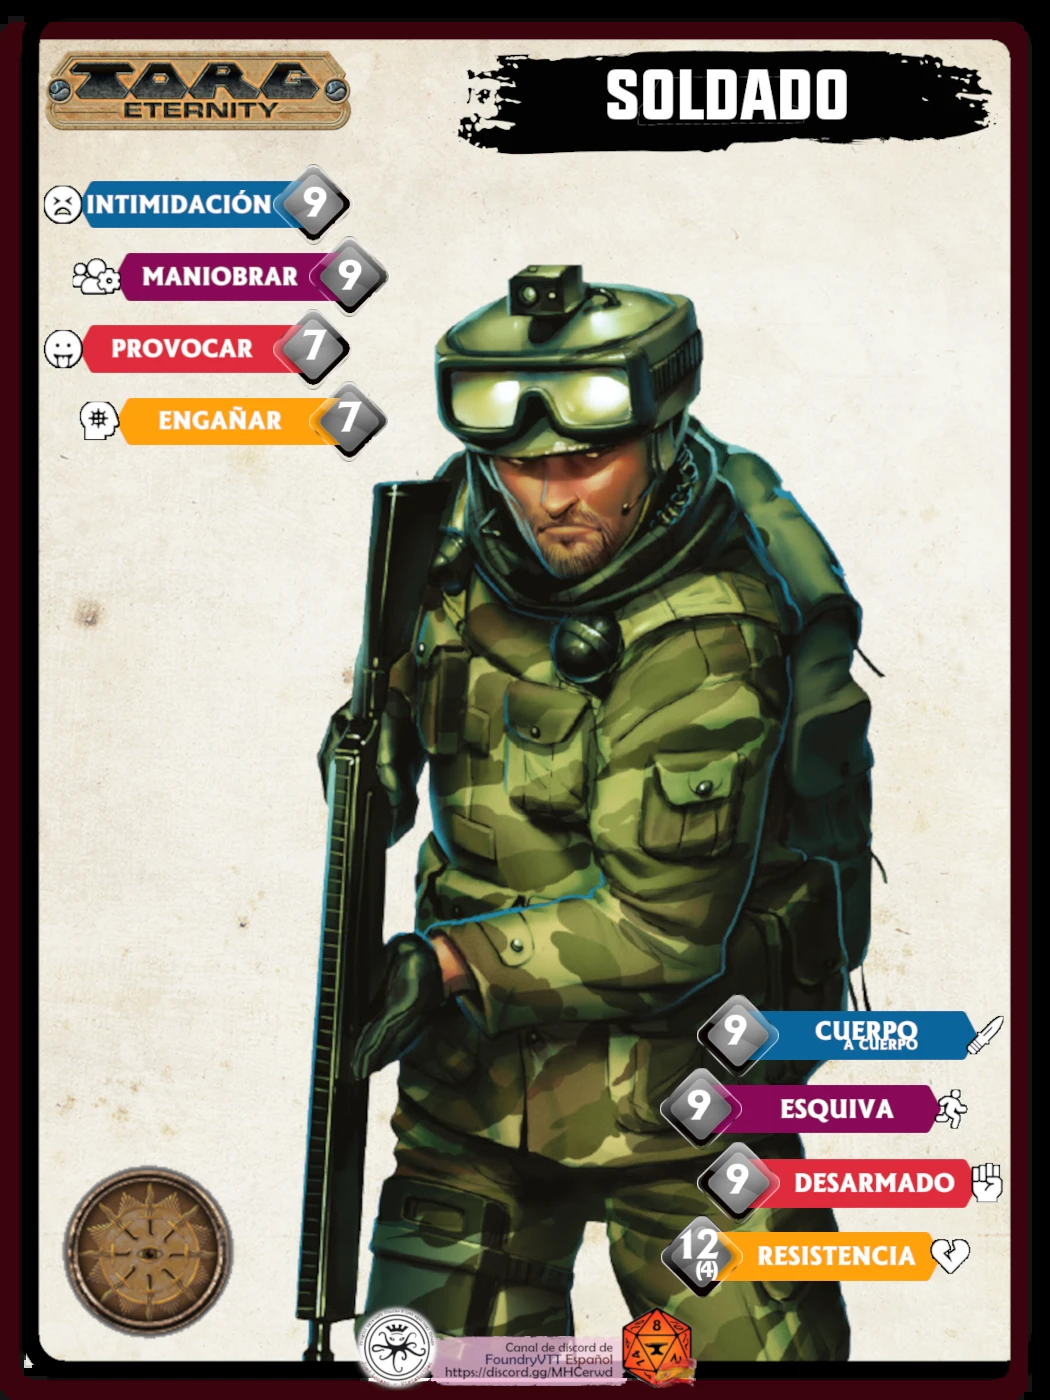 TORG
ETERNITY
SOLDADO
INTIMIDACIÓN 9
MANIOBRAR 9
PROVOCAR 7
ENGAÑAR 7
9 CUERPO
A CUERPO
9 ESQUIVA
9 DESARMADO
12 RESISTENCIA
(4)
Canal de discord de
FoundryVTT Español
https://discord.gg/MHCerwd
8